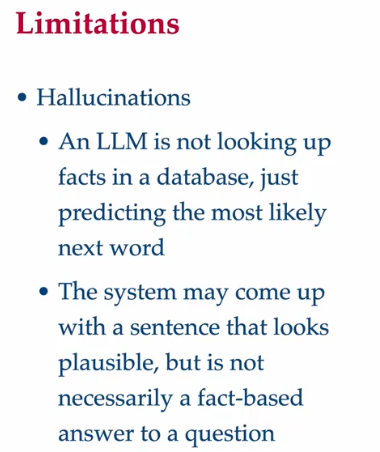 Limitations
• Hallucinations
• An LLM is not looking up
facts in a database, just
predicting the most likely
next word
• The system may come up
with a sentence that looks
plausible, but is not
necessarily a fact-based
answer to a question